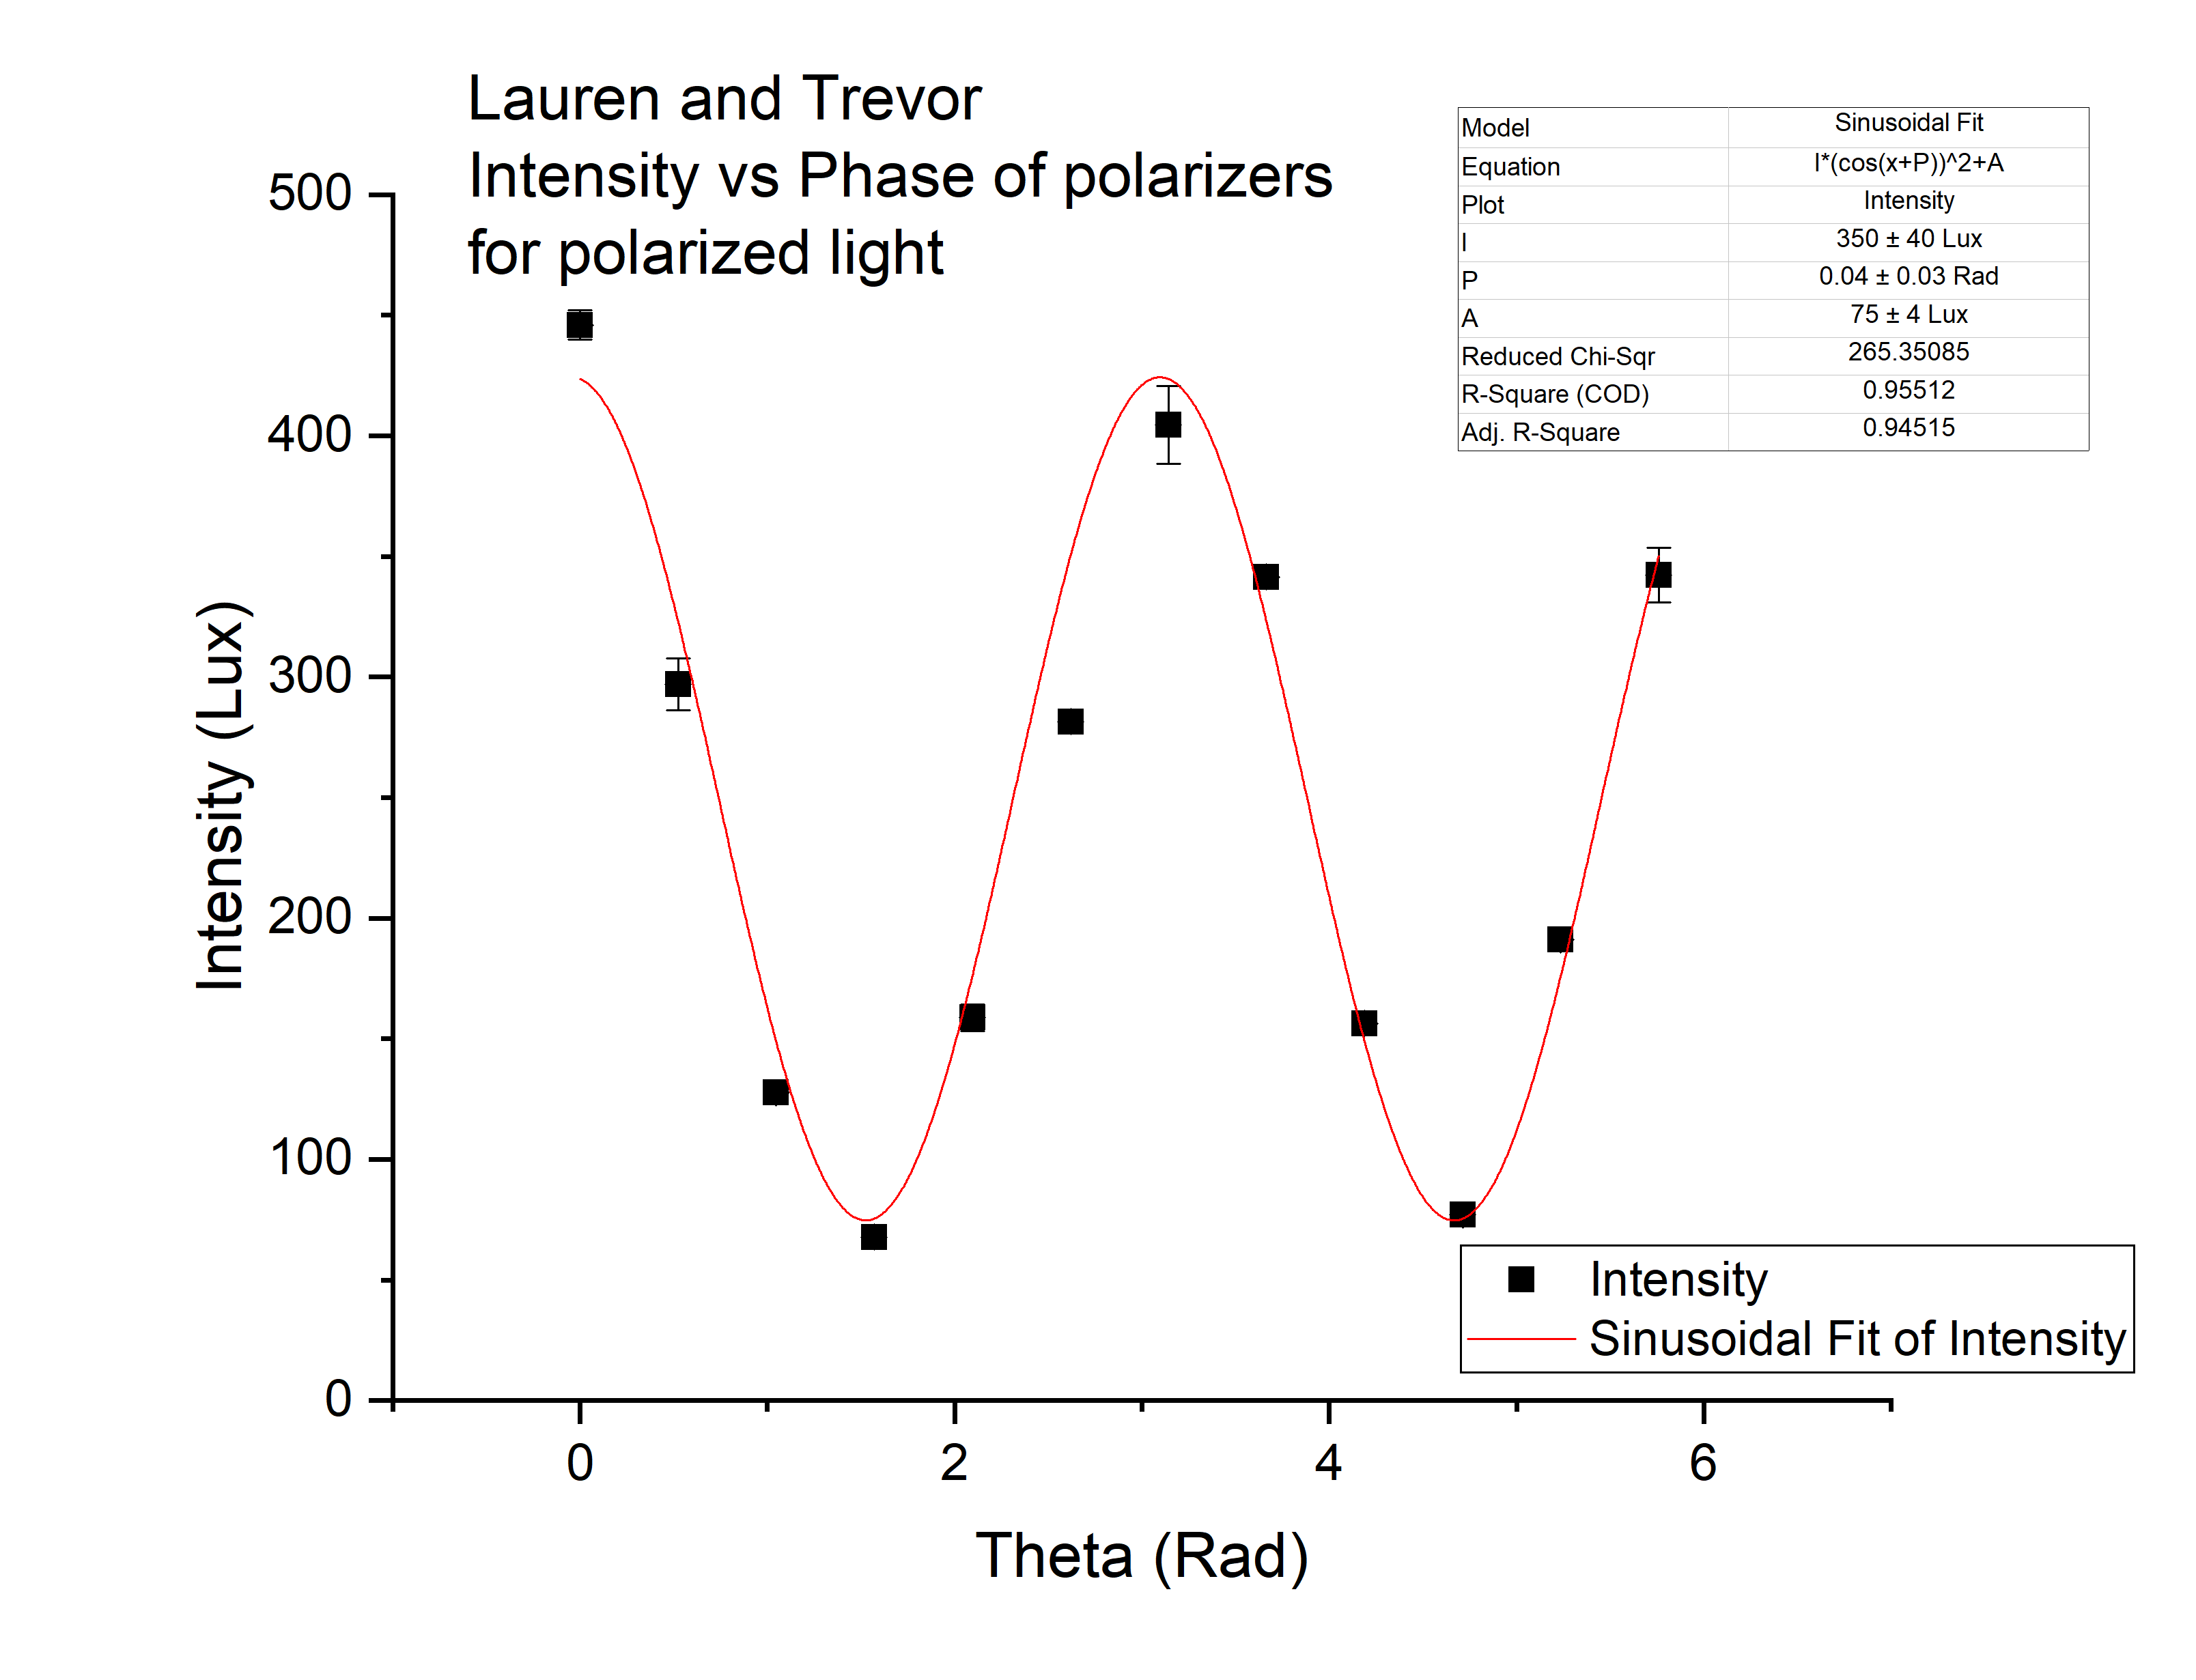 Lauren and Trevor
Intensity vs Phase of polarizers
for polarized light
Model Sinusoidal Fit
Equation I*(cos(x+P))^2+A
Plot Intensity
I 350 ± 40 Lux
P 0.04 ± 0.03 Rad
A 75 ± 4 Lux
Reduced Chi-Sqr 265.35085
R-Square (COD) 0.95512
Adj. R-Square 0.94515
500
400
300
200
100
0
Intensity (Lux)
Intensity
Sinusoidal Fit of Intensity
0 2 4 6
Theta (Rad)